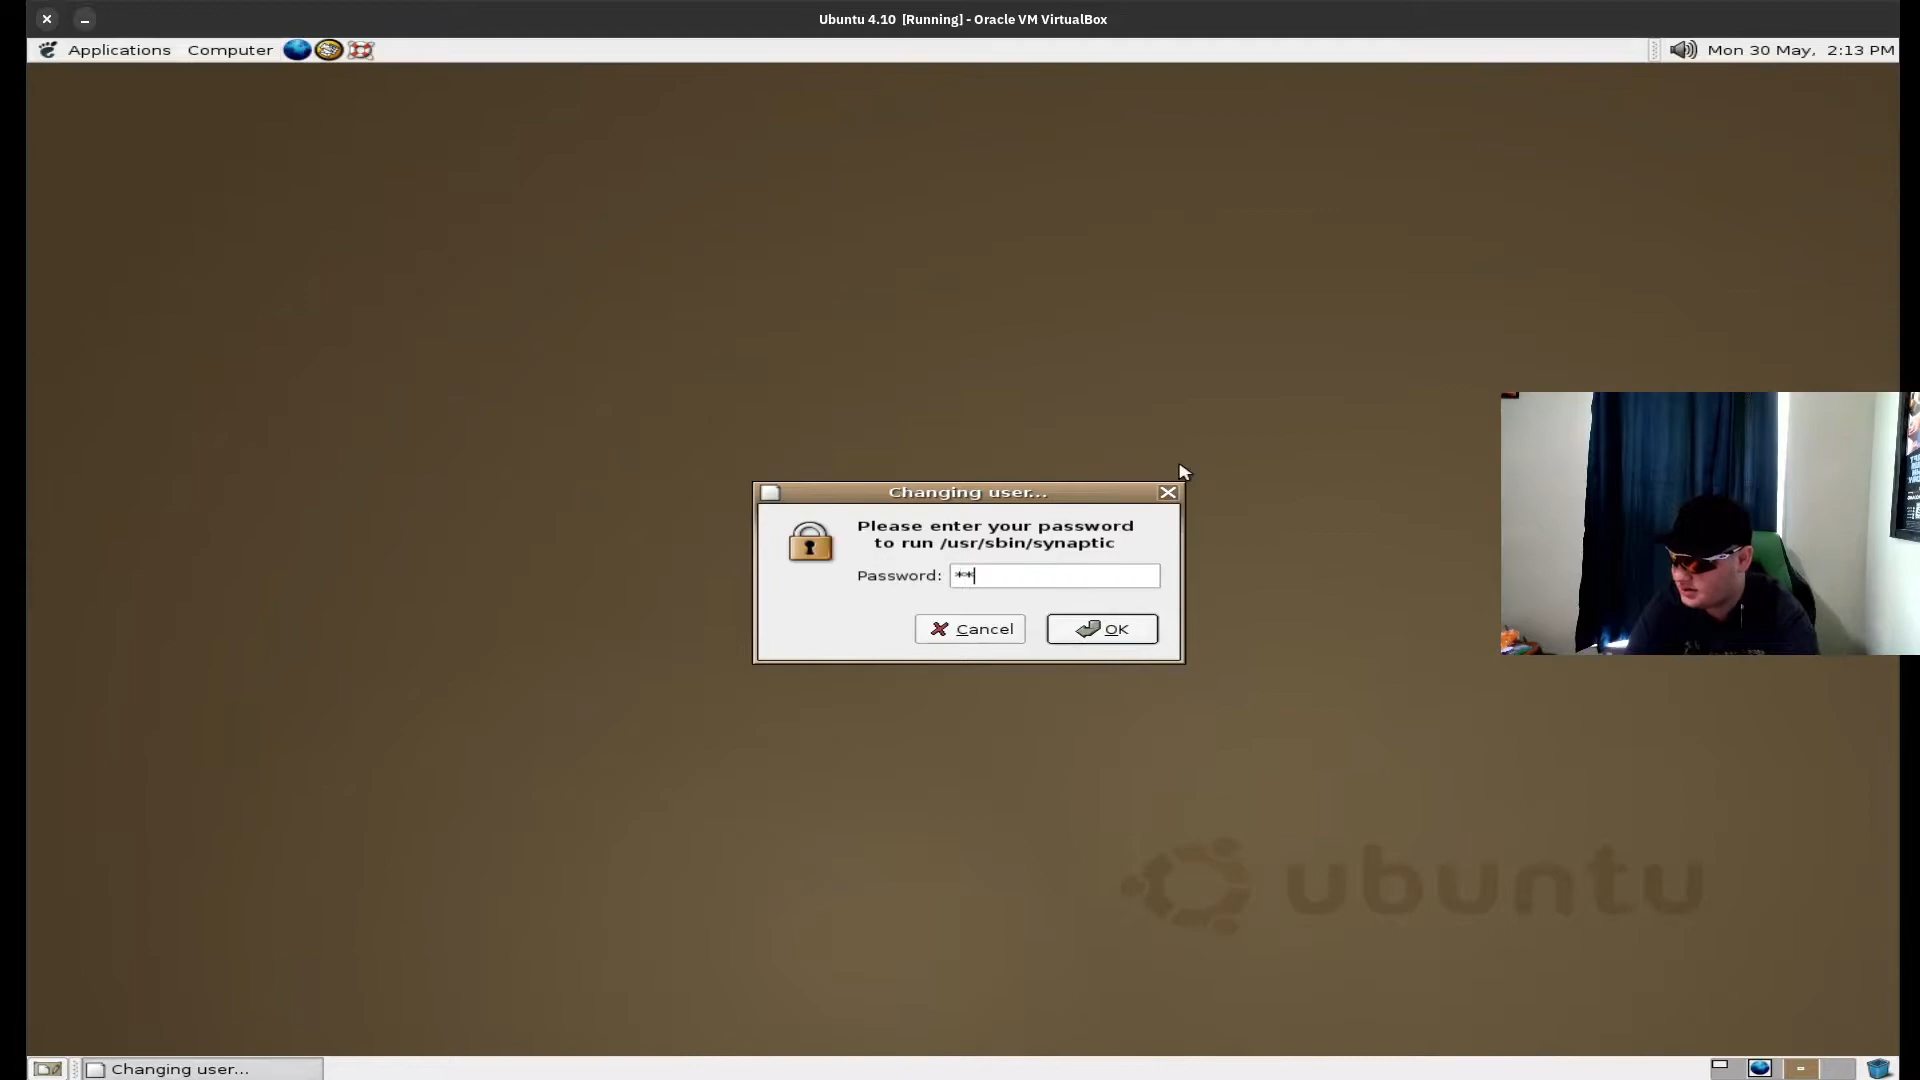 Ubuntu 4.10 [Running] - Oracle VM VirtualBox
Applications Computer
Mon 30 May, 2:13 PM
Changing user...
Please enter your password
to run /usr/sbin/synaptic
Password: **
Cancel OK
ubuntu
Changing user...